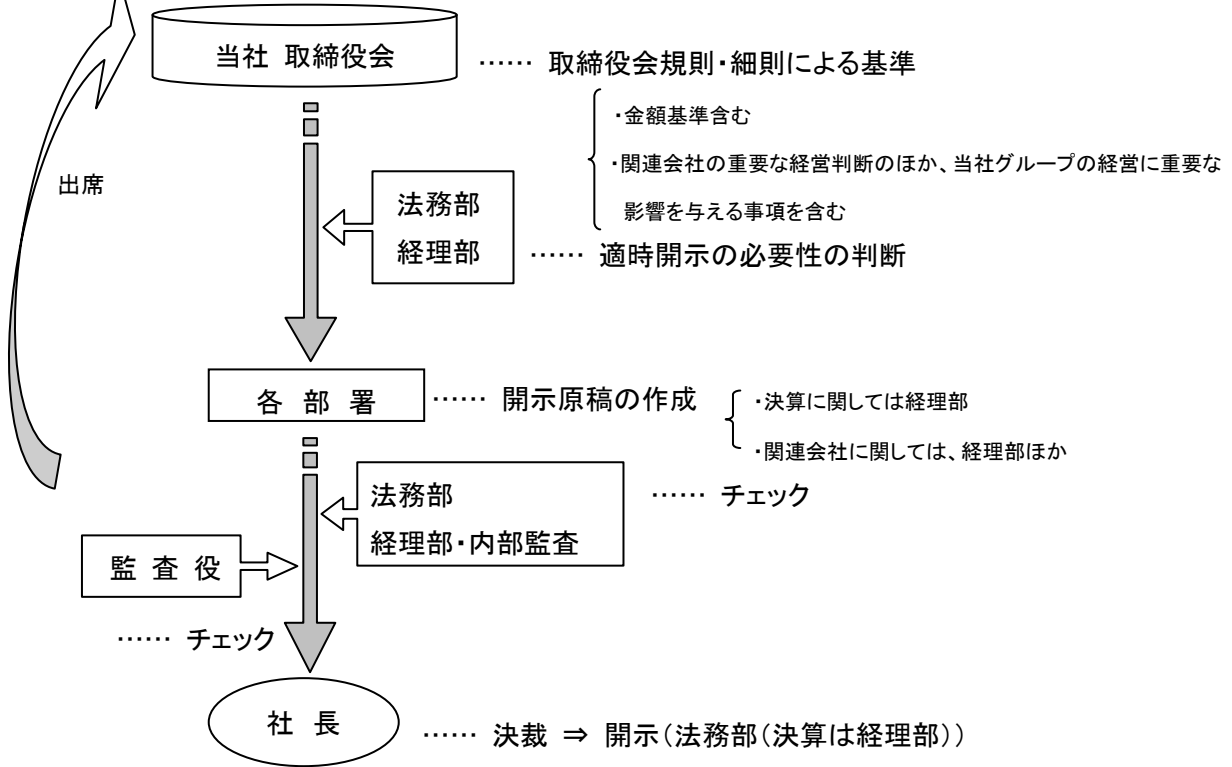 当社 取締役会
…… 取締役会規則・細則による基準
・金額基準含む
・関連会社の重要な経営判断のほか、当社グループの経営に重要な
影響を与える事項を含む
出席
法務部
経理部
…… 適時開示の必要性の判断
各 部 署
…… 開示原稿の作成
・決算に関しては経理部
・関連会社に関しては、経理部ほか
法務部
経理部・内部監査
…… チェック
監 査 役
…… チェック
社 長
…… 決裁 ⇒ 開示(法務部(決算は経理部))